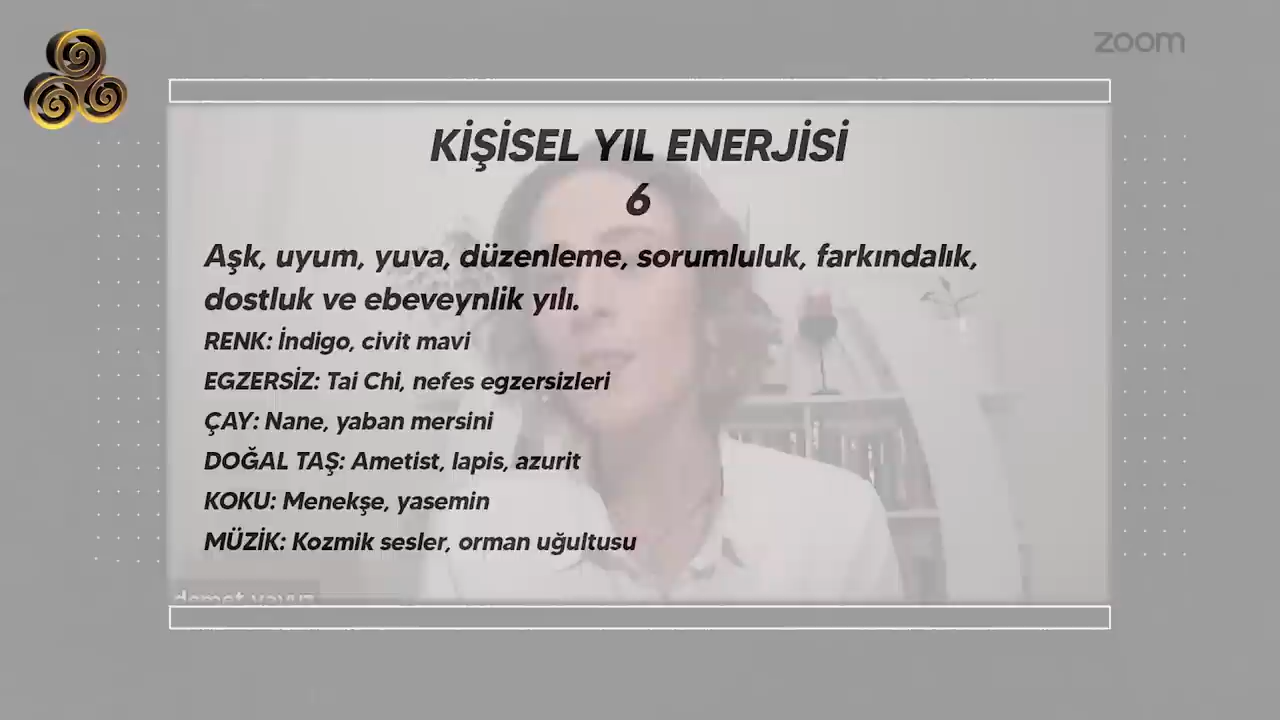 zoom
KİŞİSEL YIL ENERJİSİ
6
Aşk, uyum, yuva, düzenleme, sorumluluk, farkındalık,
dostluk ve ebeveynlik yılı.
RENK: İndigo, civit mavi
EGZERSİZ: Tai Chi, nefes egzersizleri
ÇAY: Nane, yaban mersini
DOĞAL TAŞ: Ametist, lapis, azurit
KOKU: Menekşe, yasemin
MÜZİK: Kozmik sesler, orman uğultusu
demet yavuz